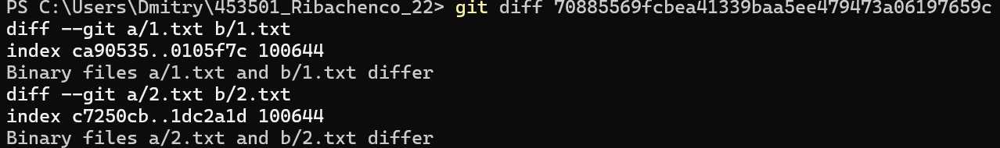 PS C:\Users\Dmitry\453501_Ribachenco_22> git diff 70885569fcbea41339baa5ee479473a06197659c
diff --git a/1.txt b/1.txt
index ca90535..0105f7c 100644
Binary files a/1.txt and b/1.txt differ
diff --git a/2.txt b/2.txt
index c7250cb..1dc2a1d 100644
Binary files a/2.txt and b/2.txt differ